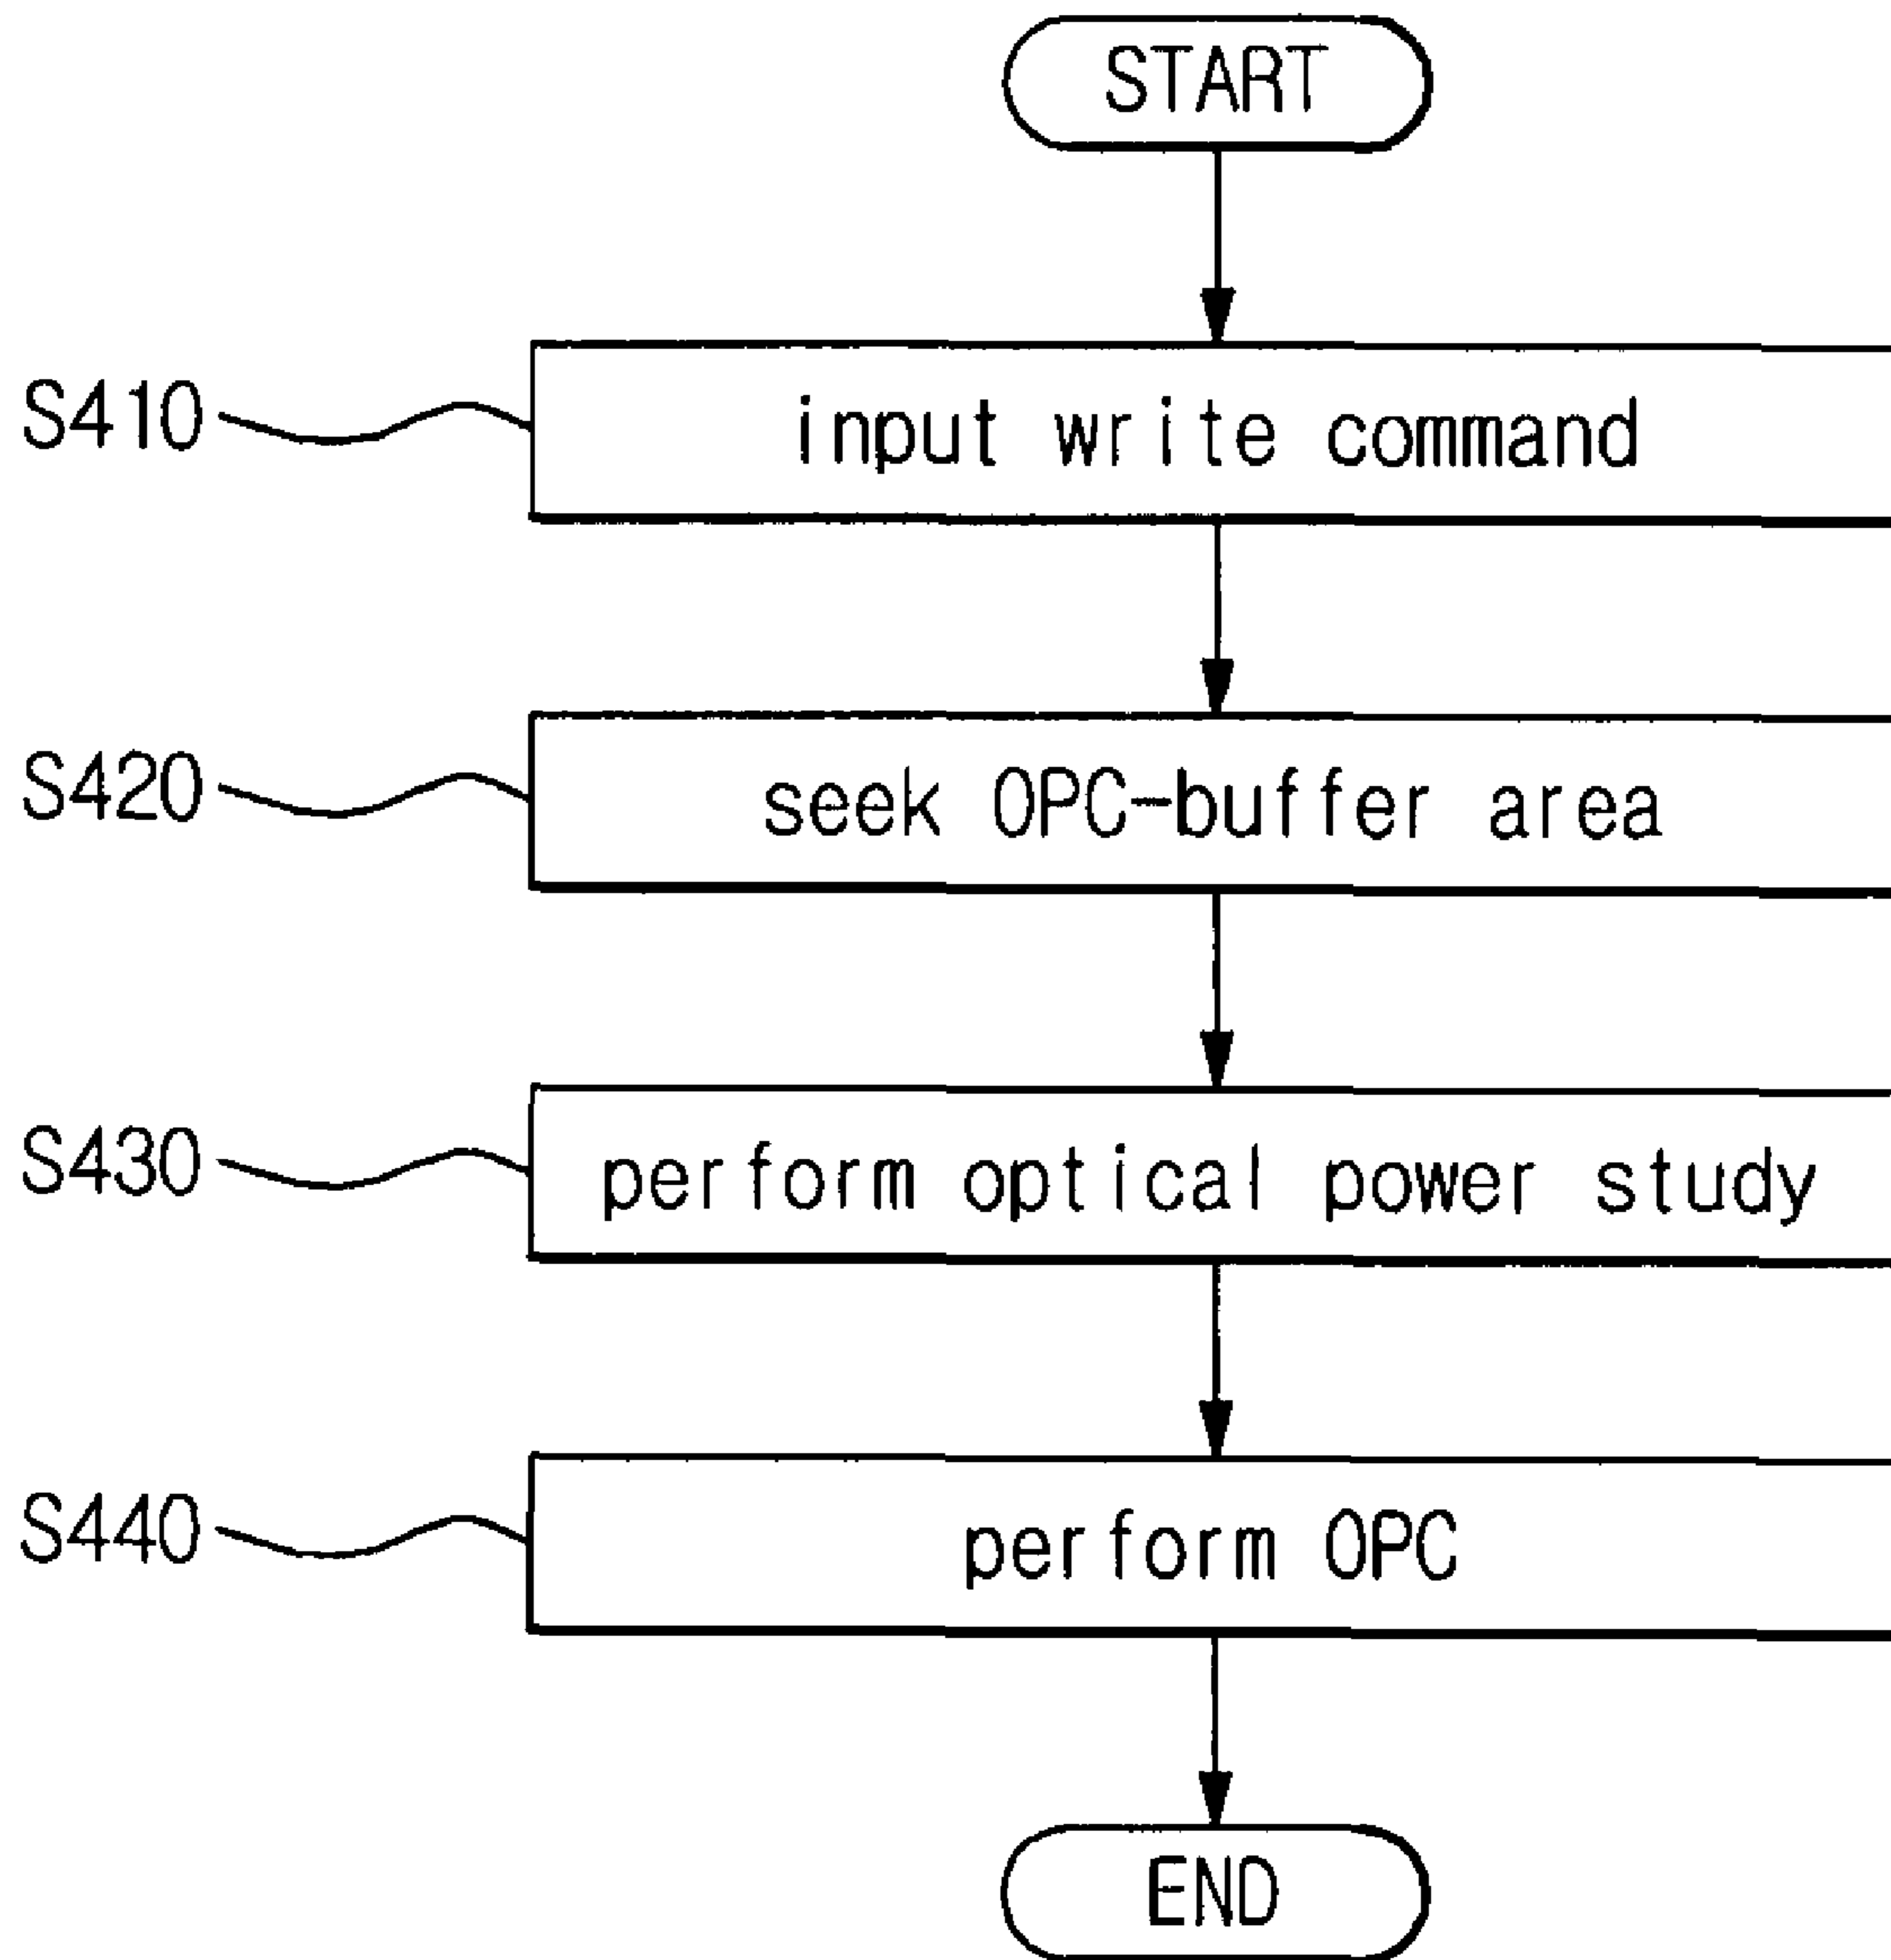 START
S410
input write command
S420
seek OPC-buffer area
S430
perform optical power study
S440
perform OPC
END